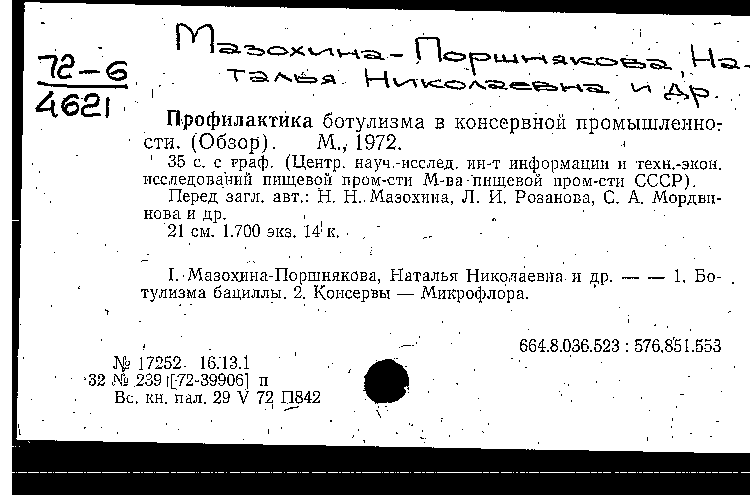 Мазохина-Поршнякова, На-
талья Николаевна и др.
72-6
4621
Профилактика ботулизма в консервной промышленно-
сти. (Обзор). М., 1972.
35 с. с граф. (Центр. науч.-исслед. ин-т информации и техн.-экон.
исследований пищевой пром-сти М-ва пищевой пром-сти СССР).
Перед загл. авт.: Н. Н. Мазохина, Л. И. Розанова, С. А. Мордви-
нова и др.
21 см. 1.700 экз. 14 к.
I. Мазохина-Поршнякова, Наталья Николаевна и др. — — 1. Бо-
тулизма бациллы. 2. Консервы — Микрофлора.
664.8.036.523 : 576.851.553
№ 17252 16.13.1
32 № 239 [72-39906] п
Вс. кн. пал. 29 V 72 П842